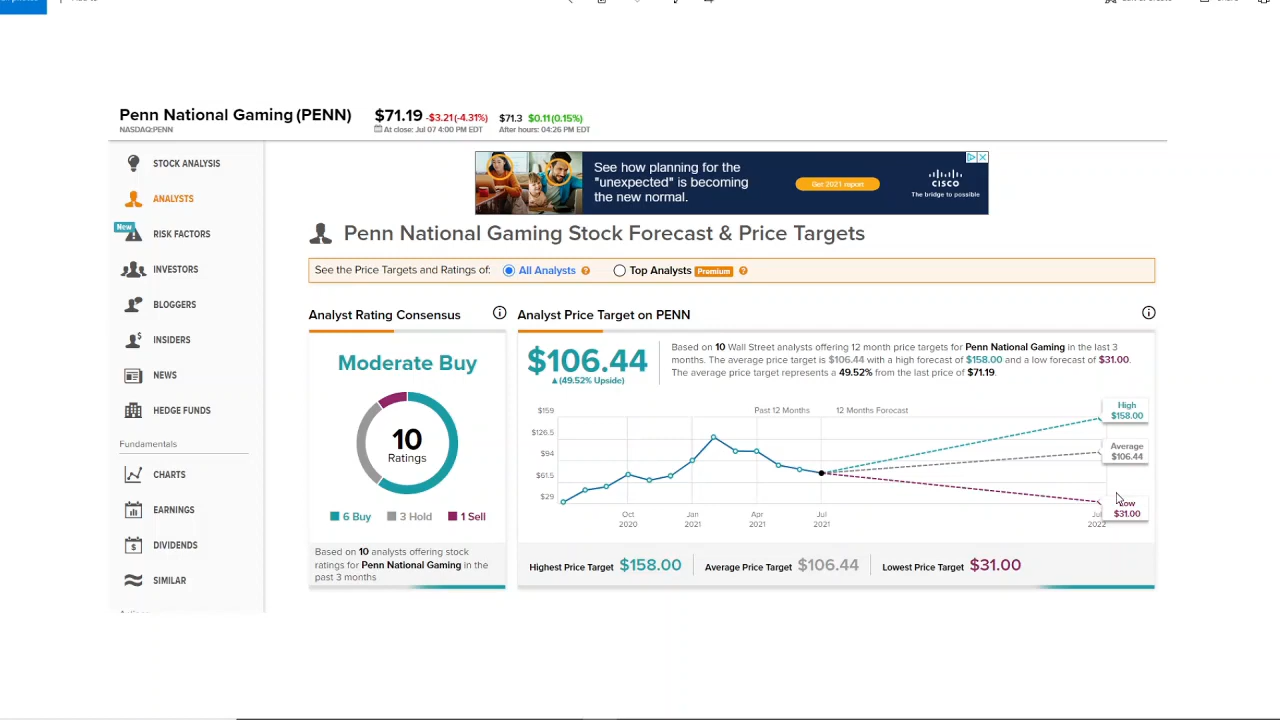 Penn National Gaming (PENN)
NASDAQ:PENN
$71.19 -$3.21(-4.31%)
At close: Jul 07 4:00 PM EDT
$71.3 $0.11(0.15%)
After hours: 04:26 PM EDT
STOCK ANALYSIS
ANALYSTS
New
RISK FACTORS
INVESTORS
BLOGGERS
INSIDERS
NEWS
HEDGE FUNDS
Fundamentals
CHARTS
EARNINGS
DIVIDENDS
SIMILAR
See how planning for the
"unexpected" is becoming
the new normal.
Get 2021 report
CISCO
The bridge to possible
Penn National Gaming Stock Forecast & Price Targets
See the Price Targets and Ratings of: All Analysts Top Analysts Premium
Analyst Rating Consensus
Moderate Buy
10
Ratings
6 Buy 3 Hold 1 Sell
Based on 10 analysts offering stock
ratings for Penn National Gaming in the
past 3 months
Analyst Price Target on PENN
$106.44
▲(49.52% Upside)
Based on 10 Wall Street analysts offering 12 month price targets for Penn National Gaming in the last 3
months. The average price target is $106.44 with a high forecast of $158.00 and a low forecast of $31.00.
The average price target represents a 49.52% from the last price of $71.19.
Past 12 Months 12 Months Forocast
$159
$126.5
$94
$61.5
$29
High
$158.00
Average
$106.44
Low
$31.00
Oct Jan Apr Jul Jul
2020 2021 2021 2021 2022
Highest Price Target $158.00 Average Price Target $106.44 Lowest Price Target $31.00